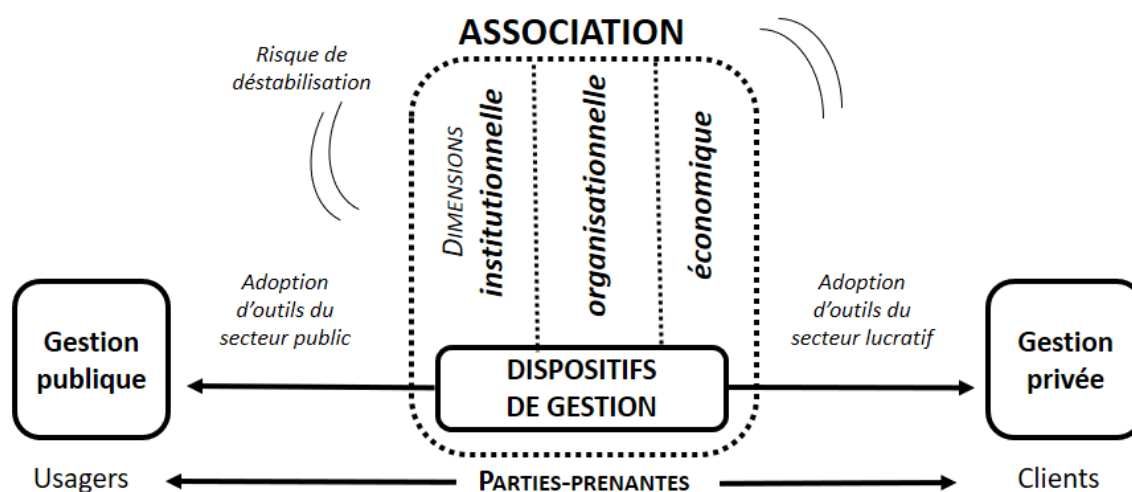 ASSOCIATION
Risque de
déstabilisation
DIMENSIONS
institutionnelle
organisationnelle
économique
Adoption
d’outils du
secteur public
Adoption
d’outils du
secteur lucratif
Gestion
publique
DISPOSITIFS
DE GESTION
Gestion
privée
Usagers
PARTIES-PRENANTES
Clients